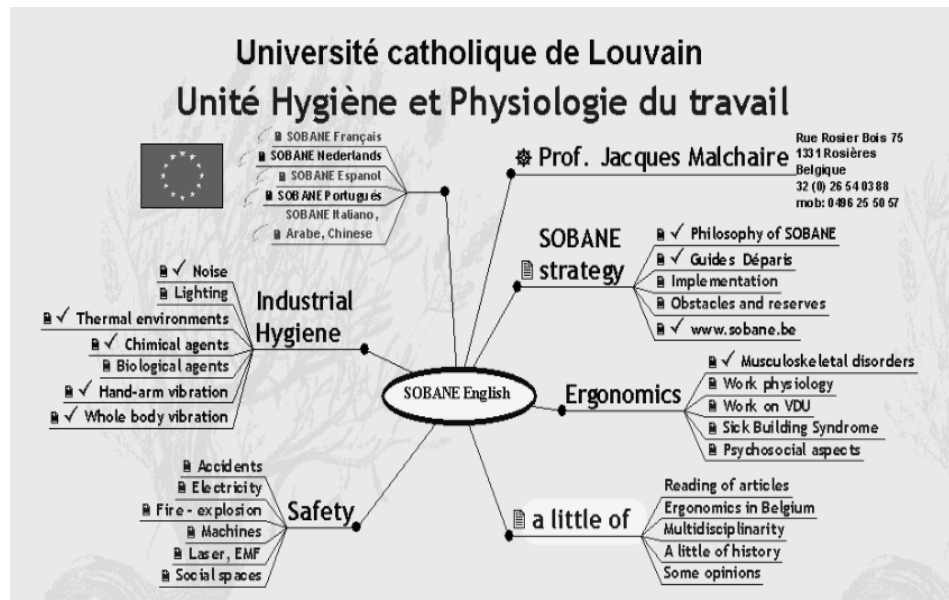 Université catholique de Louvain
Unité Hygiène et Physiologie du travail
SOBANE Français
SOBANE Nederlands
SOBANE Espanol
SOBANE Portugués
SOBANE Italiano,
Arabe, Chinese
Prof. Jacques Malchaire
Rue Rosier Bois 75
1331 Rosières
Belgique
32 (0) 26 54 03 88
mob: 0496 25 50 57
SOBANE
strategy
Philosophy of SOBANE
Guides Déparis
Implementation
Obstacles and reserves
www.sobane.be
Industrial
Hygiene
Noise
Lighting
Thermal environments
Chimical agents
Biological agents
Hand-arm vibration
Whole body vibration
SOBANE English
Ergonomics
Musculoskeletal disorders
Work physiology
Work on VDU
Sick Building Syndrome
Psychosocial aspects
Safety
Accidents
Electricity
Fire - explosion
Machines
Laser, EMF
Social spaces
a little of
Reading of articles
Ergonomics in Belgium
Multidisciplinarity
A little of history
Some opinions